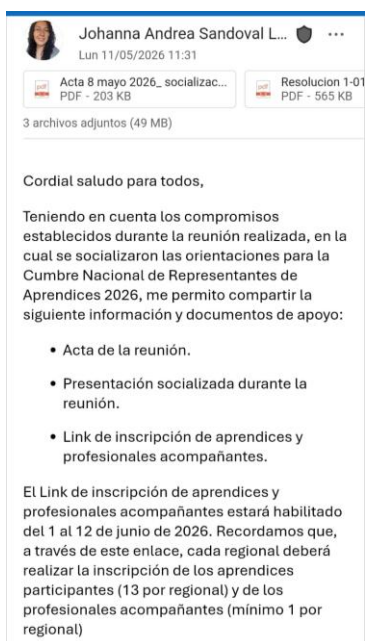 Johanna Andrea Sandoval L...
Lun 11/05/2026 11:31
Acta 8 mayo 2026_ socializac...
PDF - 203 KB
Resolucion 1-01
PDF - 565 KB
3 archivos adjuntos (49 MB)
Cordial saludo para todos,
Teniendo en cuenta los compromisos
establecidos durante la reunión realizada, en la
cual se socializaron las orientaciones para la
Cumbre Nacional de Representantes de
Aprendices 2026, me permito compartir la
siguiente información y documentos de apoyo:
• Acta de la reunión.
• Presentación socializada durante la
reunión.
• Link de inscripción de aprendices y
profesionales acompañantes.
El Link de inscripción de aprendices y
profesionales acompañantes estará habilitado
del 1 al 12 de junio de 2026. Recordamos que,
a través de este enlace, cada regional deberá
realizar la inscripción de los aprendices
participantes (13 por regional) y de los
profesionales acompañantes (mínimo 1 por
regional)